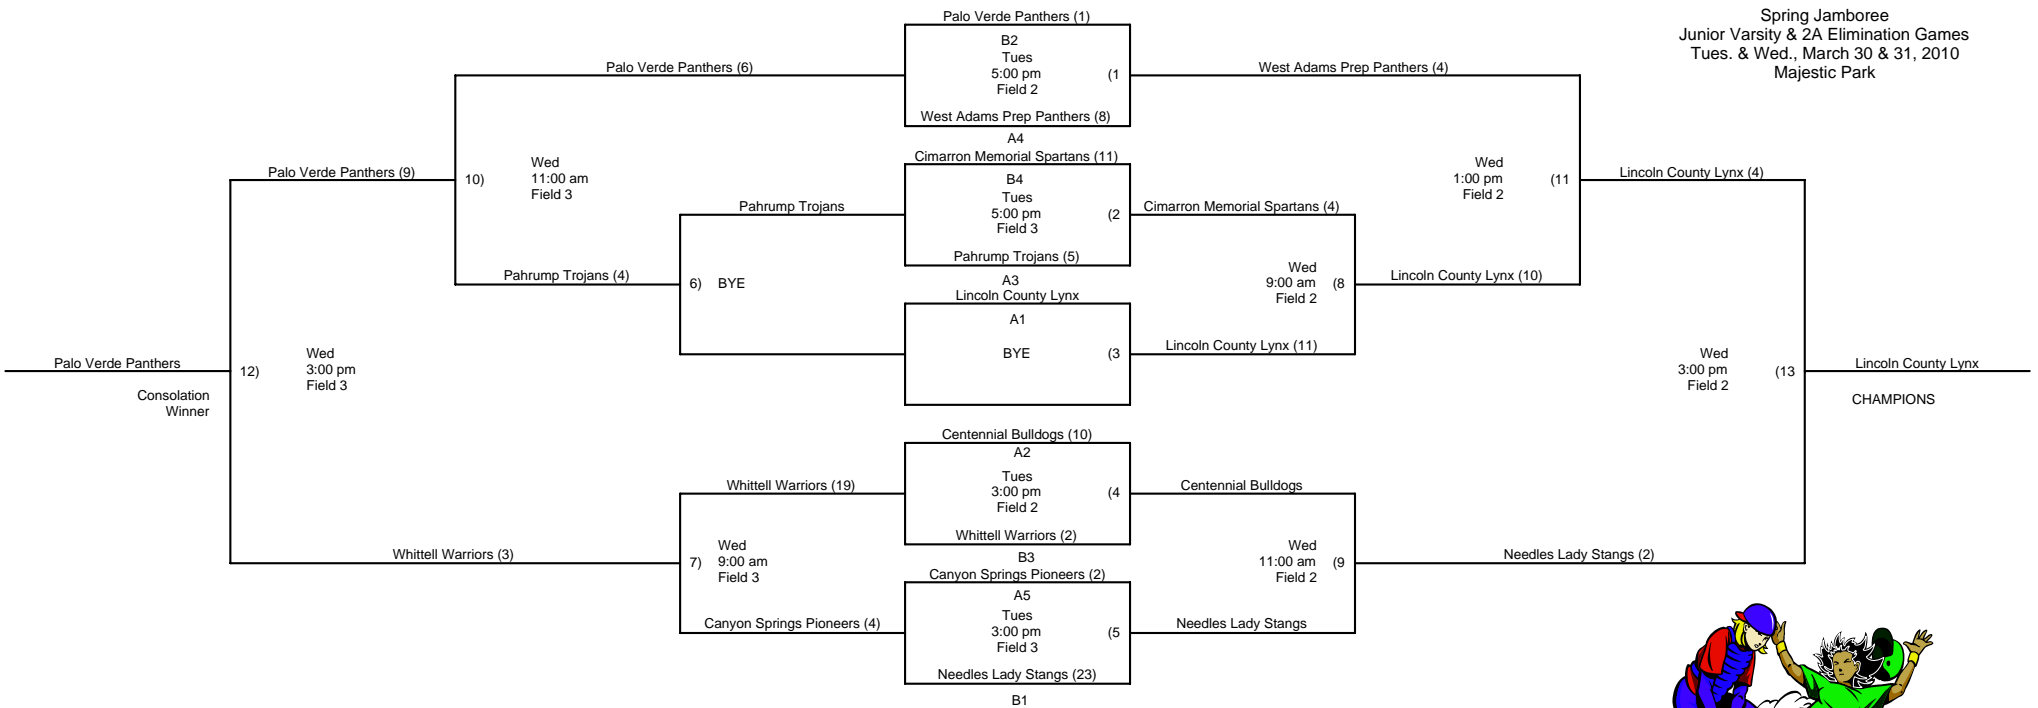 Spring Jamboree
Junior Varsity & 2A Elimination Games
Tues. & Wed., March 30 & 31, 2010
Majestic Park
Palo Verde Panthers (1)
B2
Tues
5:00 pm
Field 2
(1
West Adams Prep Panthers (8)
A4
Cimarron Memorial Spartans (11)
B4
Tues
5:00 pm
Field 3
(2
Pahrump Trojans (5)
A3
Lincoln County Lynx
A1
BYE
(3
Centennial Bulldogs (10)
A2
Tues
3:00 pm
Field 2
(4
Whittell Warriors (2)
B3
Canyon Springs Pioneers (2)
A5
Tues
3:00 pm
Field 3
(5
Needles Lady Stangs (23)
B1
Palo Verde Panthers (6)
Pahrump Trojans
6) BYE
Pahrump Trojans (4)
10)
Wed
11:00 am
Field 3
Palo Verde Panthers (9)
Whittell Warriors (19)
7)
Wed
9:00 am
Field 3
Canyon Springs Pioneers (4)
Whittell Warriors (3)
12)
Wed
3:00 pm
Field 3
Palo Verde Panthers
Consolation
Winner
West Adams Prep Panthers (4)
Cimarron Memorial Spartans (4)
Wed
9:00 am
Field 2
(8
Lincoln County Lynx (11)
Lincoln County Lynx (10)
Wed
1:00 pm
Field 2
(11
Lincoln County Lynx (4)
Centennial Bulldogs
Wed
11:00 am
Field 2
(9
Needles Lady Stangs
Needles Lady Stangs (2)
Wed
3:00 pm
Field 2
(13
Lincoln County Lynx
CHAMPIONS